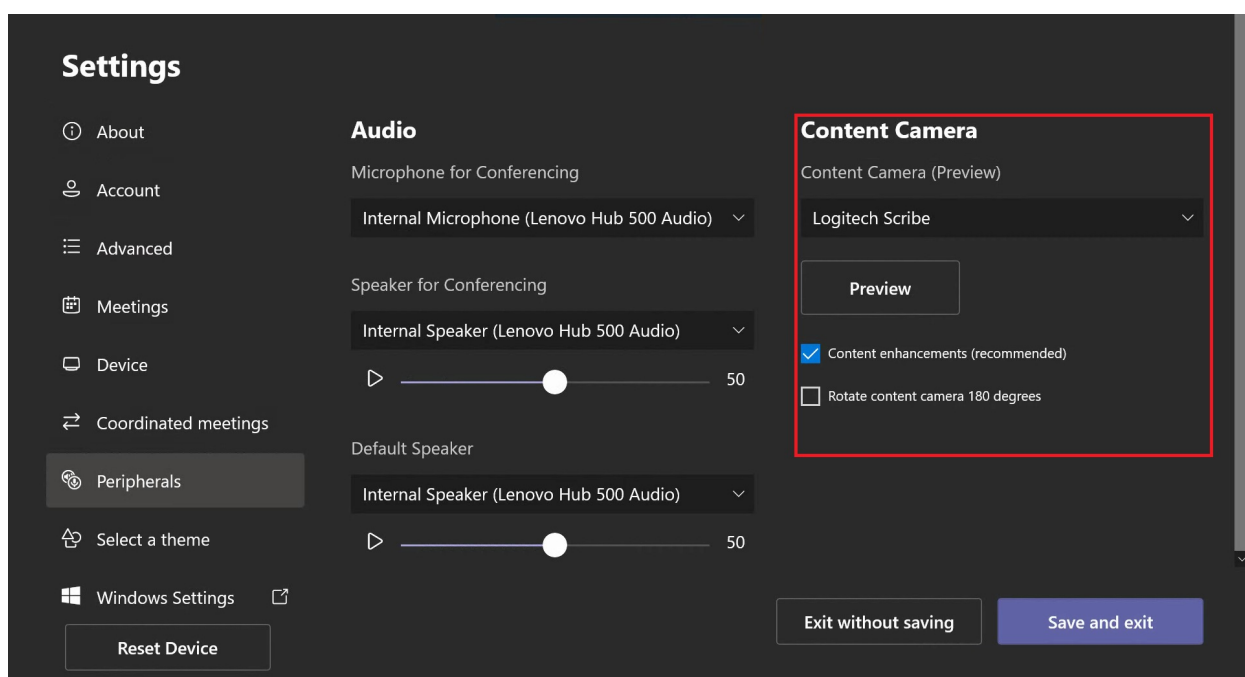 Settings
About
Account
Advanced
Meetings
Device
Coordinated meetings
Peripherals
Select a theme
Windows Settings
Reset Device
Audio
Microphone for Conferencing
Internal Microphone (Lenovo Hub 500 Audio)
Speaker for Conferencing
Internal Speaker (Lenovo Hub 500 Audio)
50
Default Speaker
Internal Speaker (Lenovo Hub 500 Audio)
50
Content Camera
Content Camera (Preview)
Logitech Scribe
Preview
Content enhancements (recommended)
Rotate content camera 180 degrees
Exit without saving
Save and exit